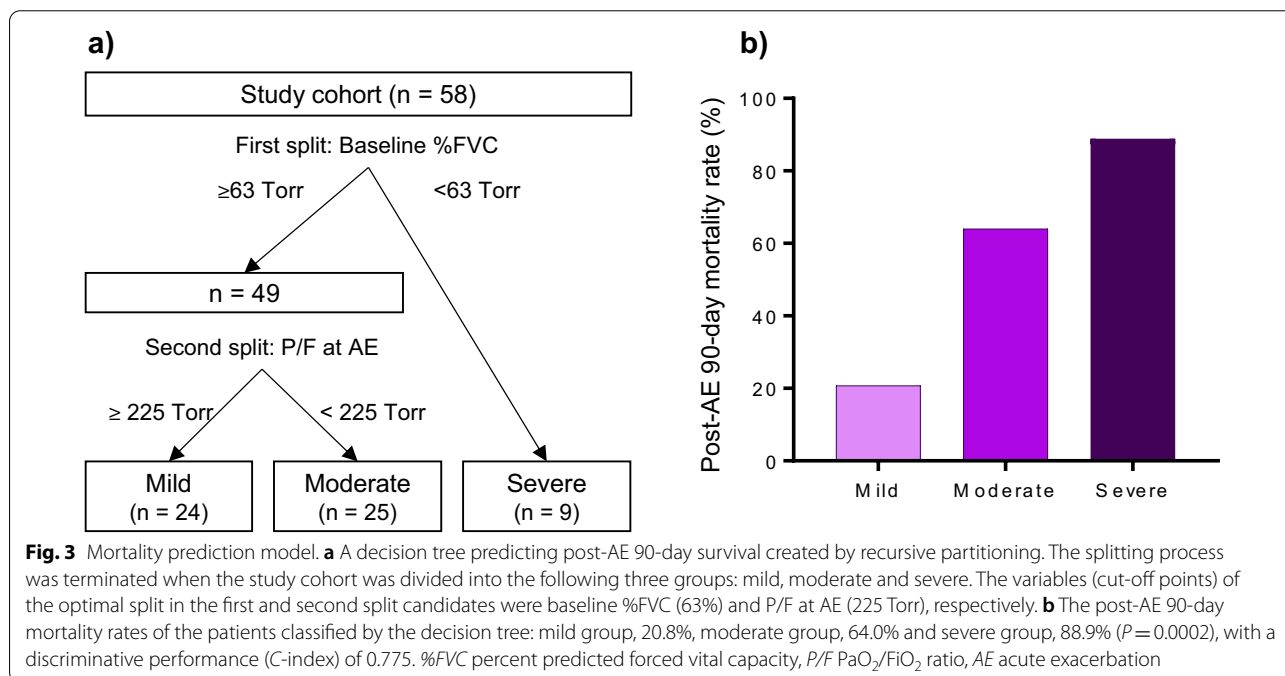 a)
Study cohort (n = 58)
First split: Baseline %FVC
≥63 Torr
<63 Torr
n = 49
Second split: P/F at AE
≥ 225 Torr
< 225 Torr
Mild
(n = 24)
Moderate
(n = 25)
Severe
(n = 9)
b)
Post-AE 90-day mortality rate (%)
100
80
60
40
20
0
Mild
Moderate
Severe
Fig. 3 Mortality prediction model. a A decision tree predicting post-AE 90-day survival created by recursive partitioning. The splitting process
was terminated when the study cohort was divided into the following three groups: mild, moderate and severe. The variables (cut-off points) of
the optimal split in the first and second split candidates were baseline %FVC (63%) and P/F at AE (225 Torr), respectively. b The post-AE 90-day
mortality rates of the patients classified by the decision tree: mild group, 20.8%, moderate group, 64.0% and severe group, 88.9% (P = 0.0002), with a
discriminative performance (C-index) of 0.775. %FVC percent predicted forced vital capacity, P/F PaO₂/FiO₂ ratio, AE acute exacerbation